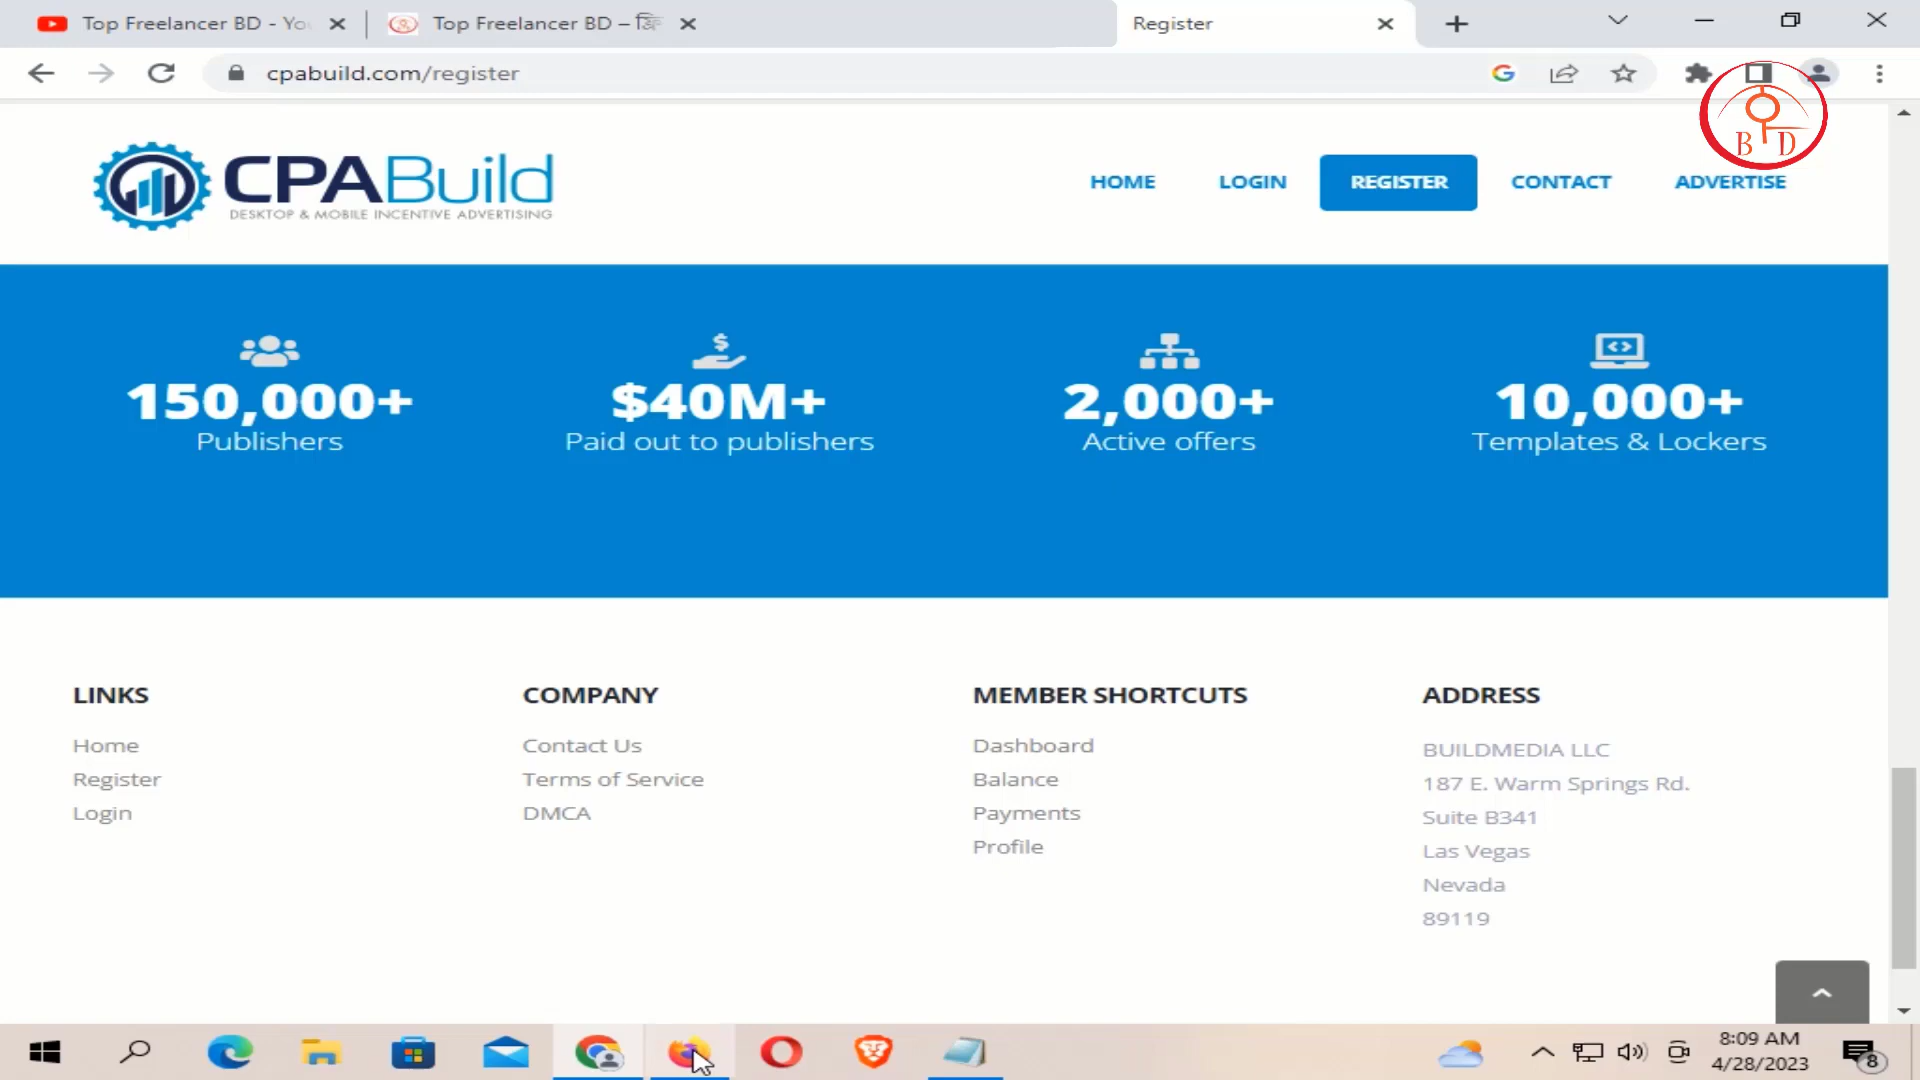 Top Freelancer BD - You
Top Freelancer BD – ফ্রি
Register
cpabuild.com/register
B D
CPABuild
DESKTOP & MOBILE INCENTIVE ADVERTISING
HOME
LOGIN
REGISTER
CONTACT
ADVERTISE
150,000+
Publishers
$40M+
Paid out to publishers
2,000+
Active offers
10,000+
Templates & Lockers
LINKS
Home
Register
Login
COMPANY
Contact Us
Terms of Service
DMCA
MEMBER SHORTCUTS
Dashboard
Balance
Payments
Profile
ADDRESS
BUILDMEDIA LLC
187 E. Warm Springs Rd.
Suite B341
Las Vegas
Nevada
89119
8:09 AM
4/28/2023
8